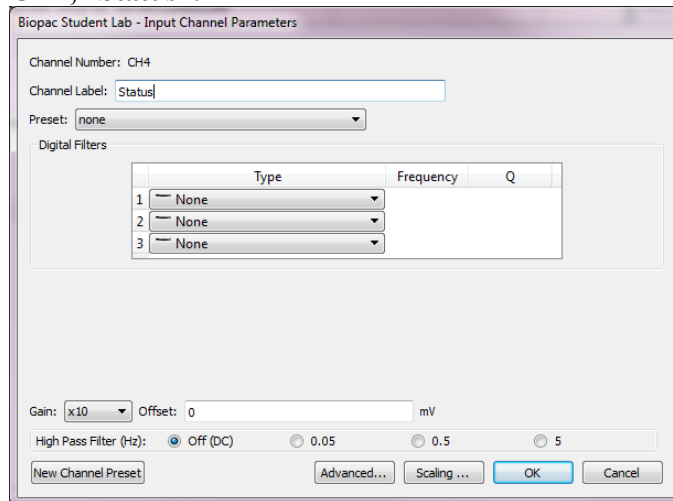 Biopac Student Lab - Input Channel Parameters
Channel Number: CH4
Channel Label: Status
Preset: none
Digital Filters
Type Frequency Q
1 None
2 None
3 None
Gain: x10 Offset: 0 mV
High Pass Filter (Hz): Off (DC) 0.05 0.5 5
New Channel Preset Advanced... Scaling ... OK Cancel